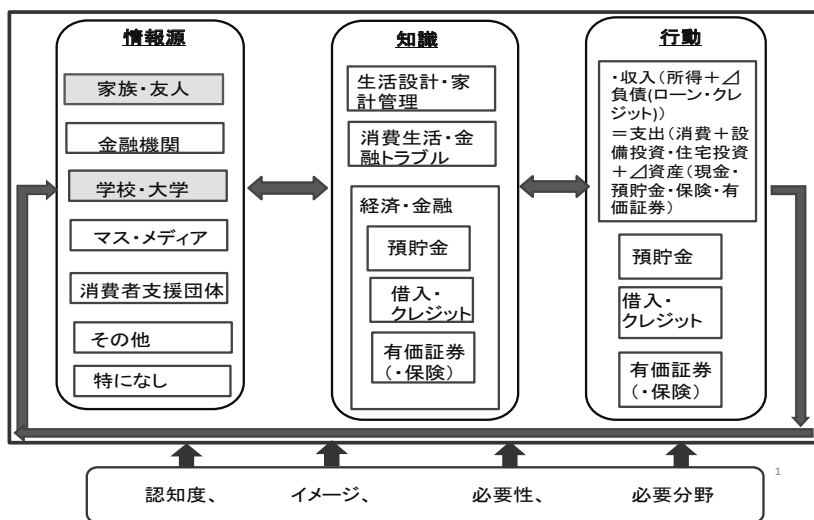 情報源
家族・友人
金融機関
学校・大学
マス・メディア
消費者支援団体
その他
特になし
知識
生活設計・家
計管理
消費生活・金
融トラブル
経済・金融
預貯金
借入・
クレジット
有価証券
(・保険)
行動
・収入(所得+⊿
負債(ローン・クレ
ジット))
=支出(消費+設
備投資・住宅投資
+⊿資産(現金・
預貯金・保険・有
価証券)
預貯金
借入・
クレジット
有価証券
(・保険)
認知度、 イメージ、 必要性、 必要分野
1